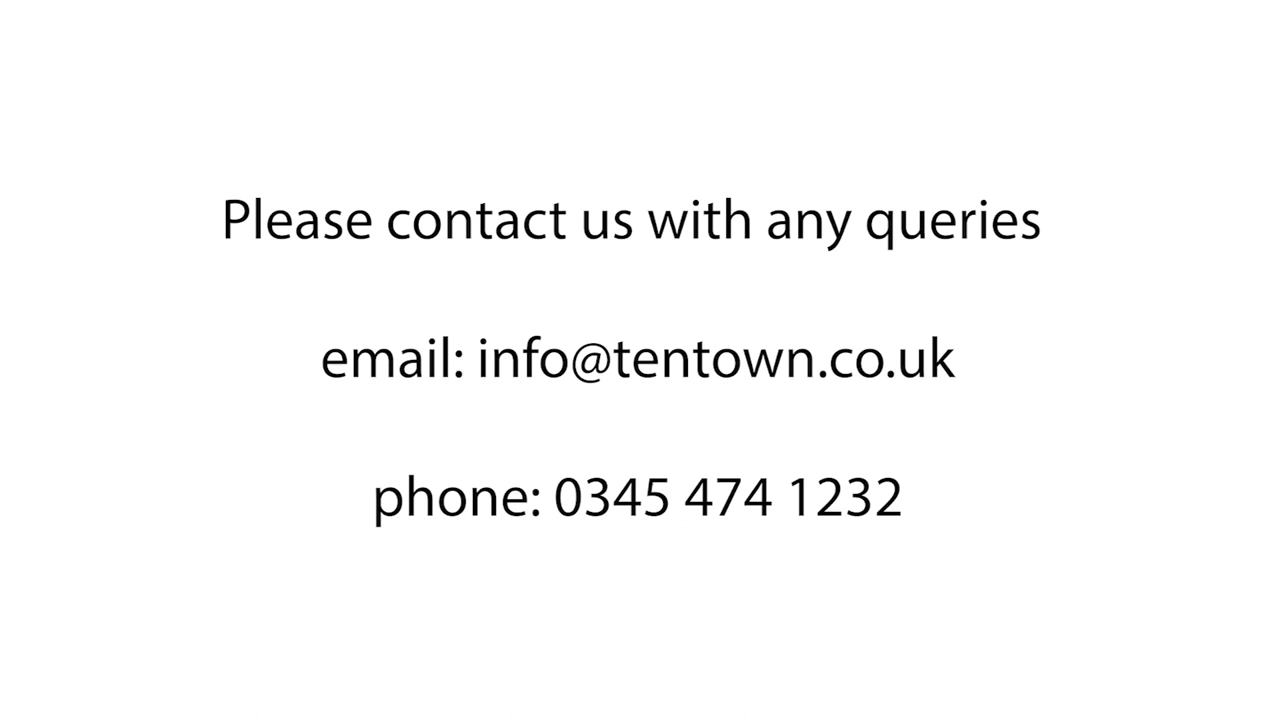 Please contact us with any queries
email: info@tentown.co.uk
phone: 0345 474 1232